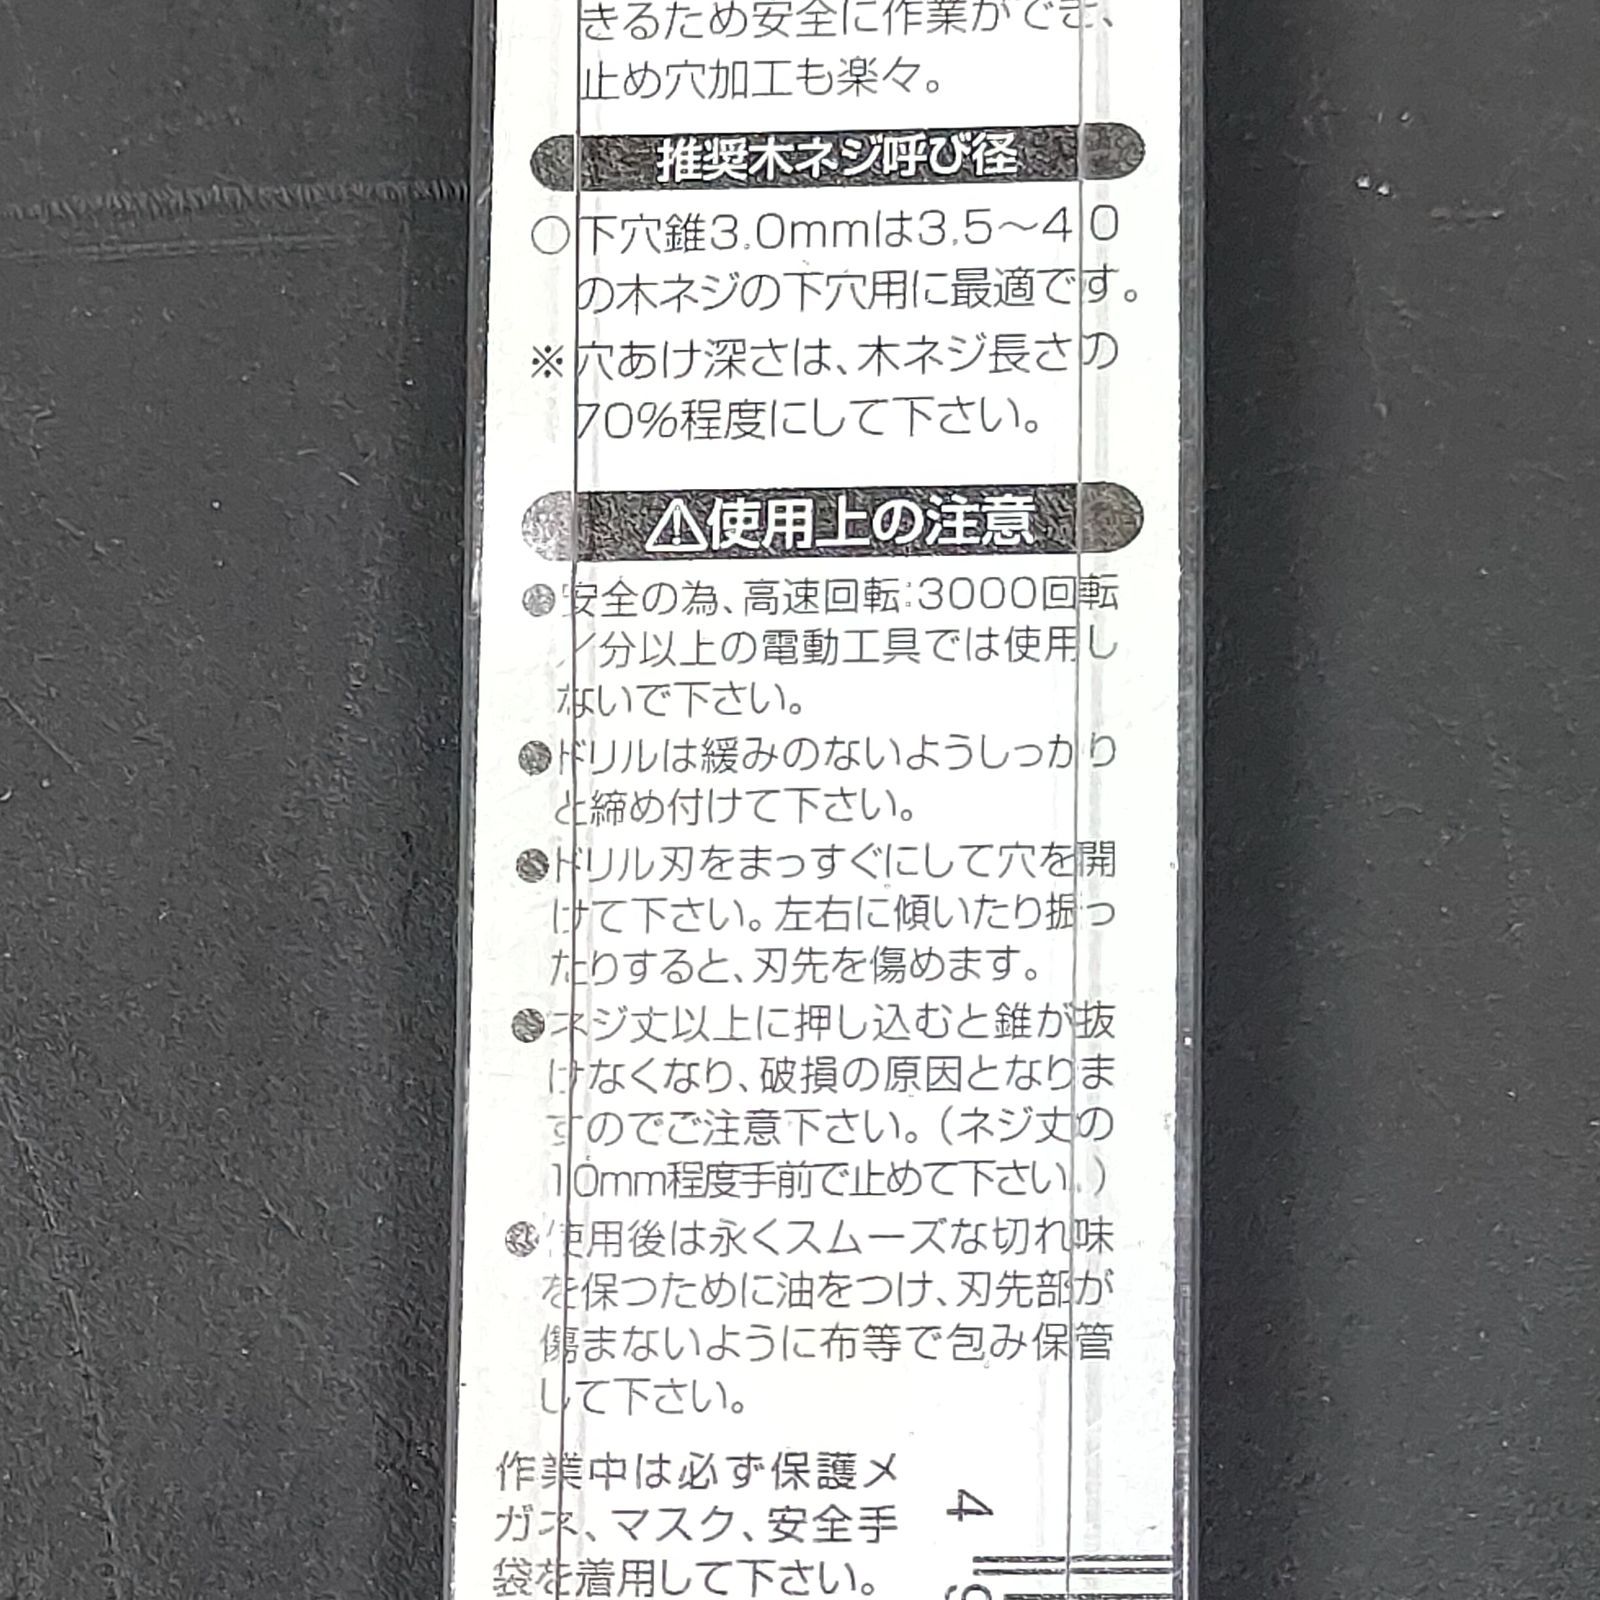 きるため安全に作業ができ、
止め穴加工も楽々。
推奨木ネジ呼び径
○下穴錐3.0mmは3.5〜4.0
の木ネジの下穴用に最適です。
※穴あけ深さは、木ネジ長さの
70%程度にして下さい。
⚠使用上の注意
●安全の為、高速回転:3000回転
／分以上の電動工具では使用し
ないで下さい。
●ドリルは緩みのないようしっかり
と締め付けて下さい。
●ドリル刃をまっすぐにして穴を開
けて下さい。左右に傾いたり振っ
たりすると、刃先を傷めます。
●ネジ丈以上に押し込むと錐が抜
けなくなり、破損の原因となりま
すのでご注意下さい。(ネジ丈の
10mm程度手前で止めて下さい。)
●使用後は永くスムーズな切れ味
を保つために油をつけ、刃先部が
傷まないように布等で包み保管
して下さい。
作業中は必ず保護メ
ガネ、マスク、安全手
袋を着用して下さい。
4